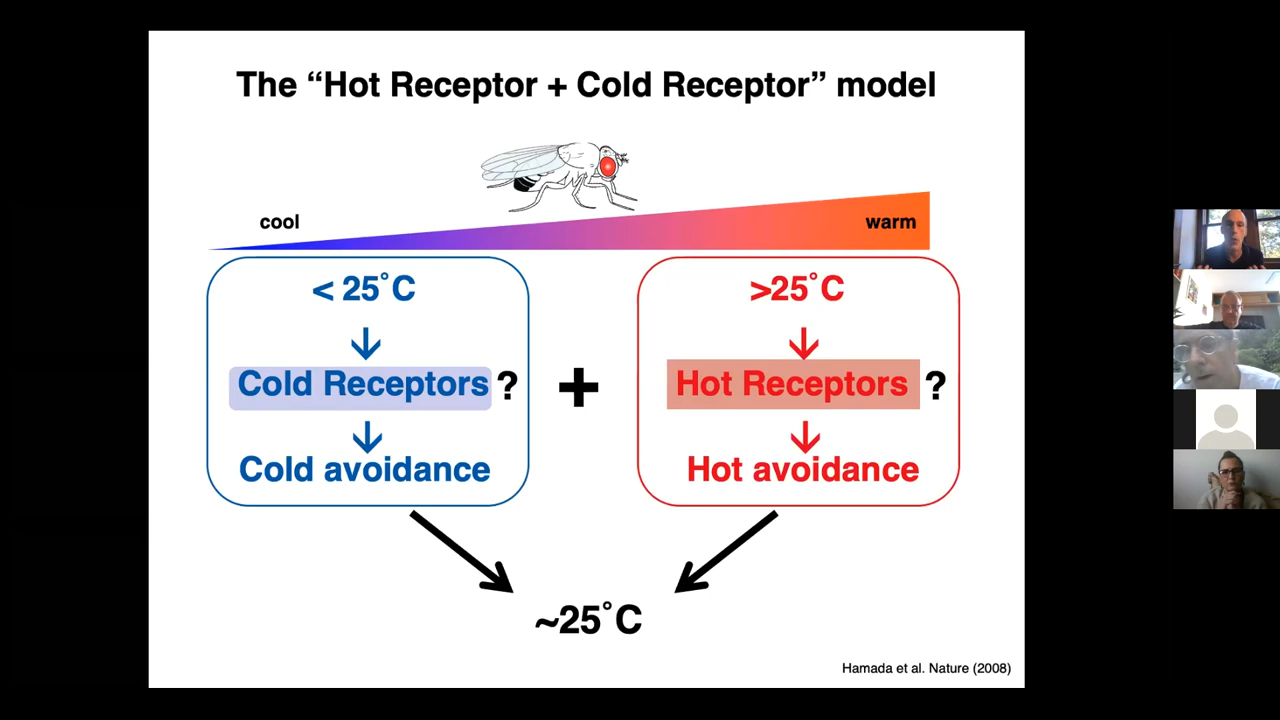 The “Hot Receptor + Cold Receptor” model
cool
warm
< 25˚C
>25˚C
↓
↓
Cold Receptors ?
+
Hot Receptors ?
↓
↓
Cold avoidance
Hot avoidance
~25˚C
Hamada et al. Nature (2008)